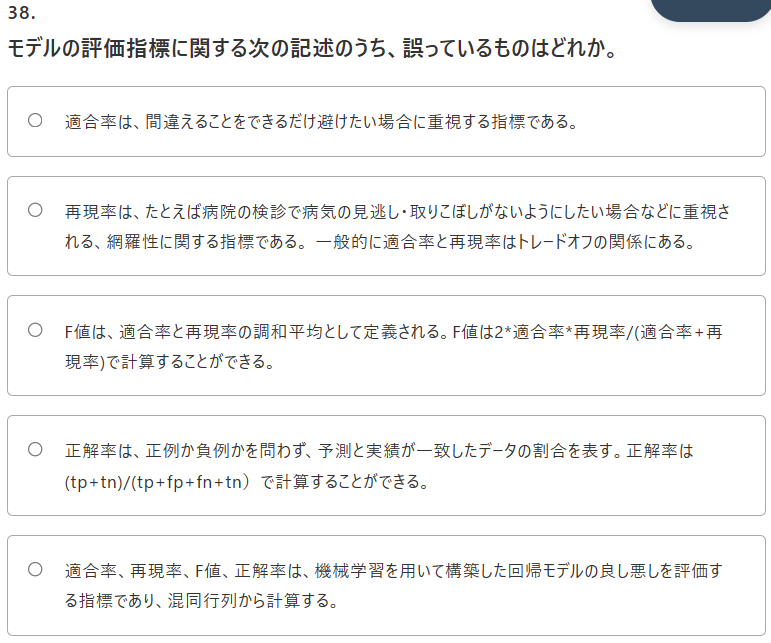 38.
モデルの評価指標に関する次の記述のうち、誤っているものはどれか。
適合率は、間違えることをできるだけ避けたい場合に重視する指標である。
再現率は、たとえば病院の検診で病気の見逃し・取りこぼしがないようにしたい場合などに重視さ
れる、網羅性に関する指標である。一般的に適合率と再現率はトレードオフの関係にある。
F値は、適合率と再現率の調和平均として定義される。F値は2*適合率*再現率/(適合率+再
現率)で計算することができる。
正解率は、正例か負例かを問わず、予測と実績が一致したデータの割合を表す。正解率は
(tp+tn)/(tp+fp+fn+tn）で計算することができる。
適合率、再現率、F値、正解率は、機械学習を用いて構築した回帰モデルの良し悪しを評価す
る指標であり、混同行列から計算する。